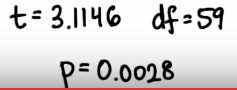 t = 3.1146 df = 59
p = 0.0028